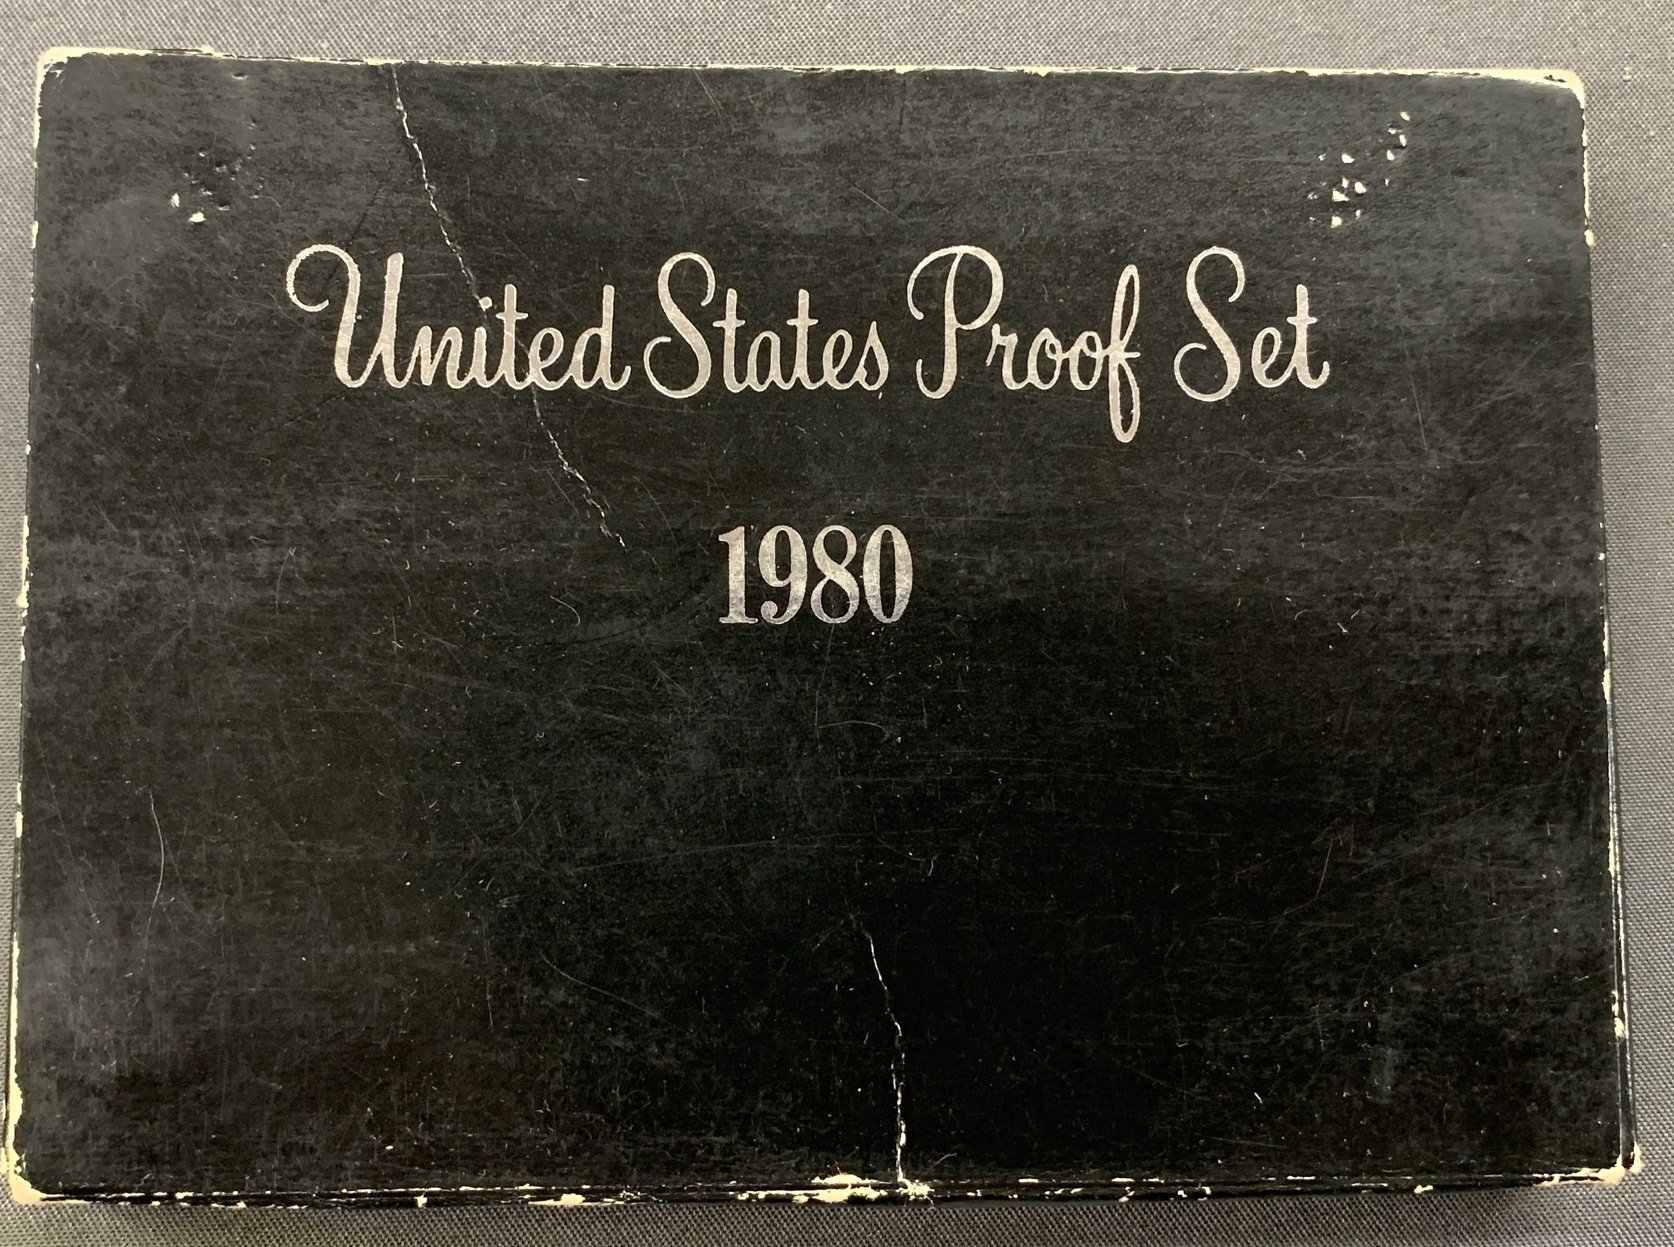 United States Proof Set
1980